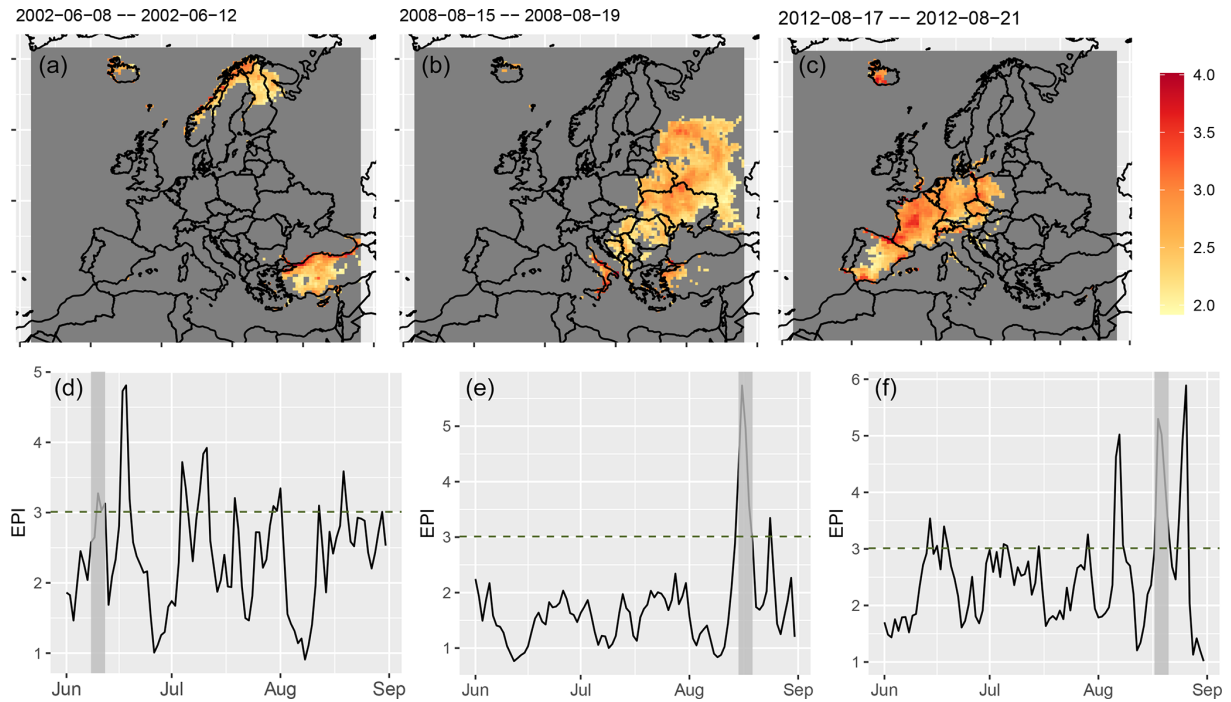 2002−06−08 −− 2002−06−12
2008−08−15 −− 2008−08−19
2012−08−17 −− 2012−08−21
(a)
(b)
(c)
4.0
3.5
3.0
2.5
2.0
(d)
5
4
3
2
1
EPI
Jun
Jul
Aug
Sep
(e)
5
4
3
2
1
EPI
Jun
Jul
Aug
Sep
(f)
6
5
4
3
2
1
EPI
Jun
Jul
Aug
Sep